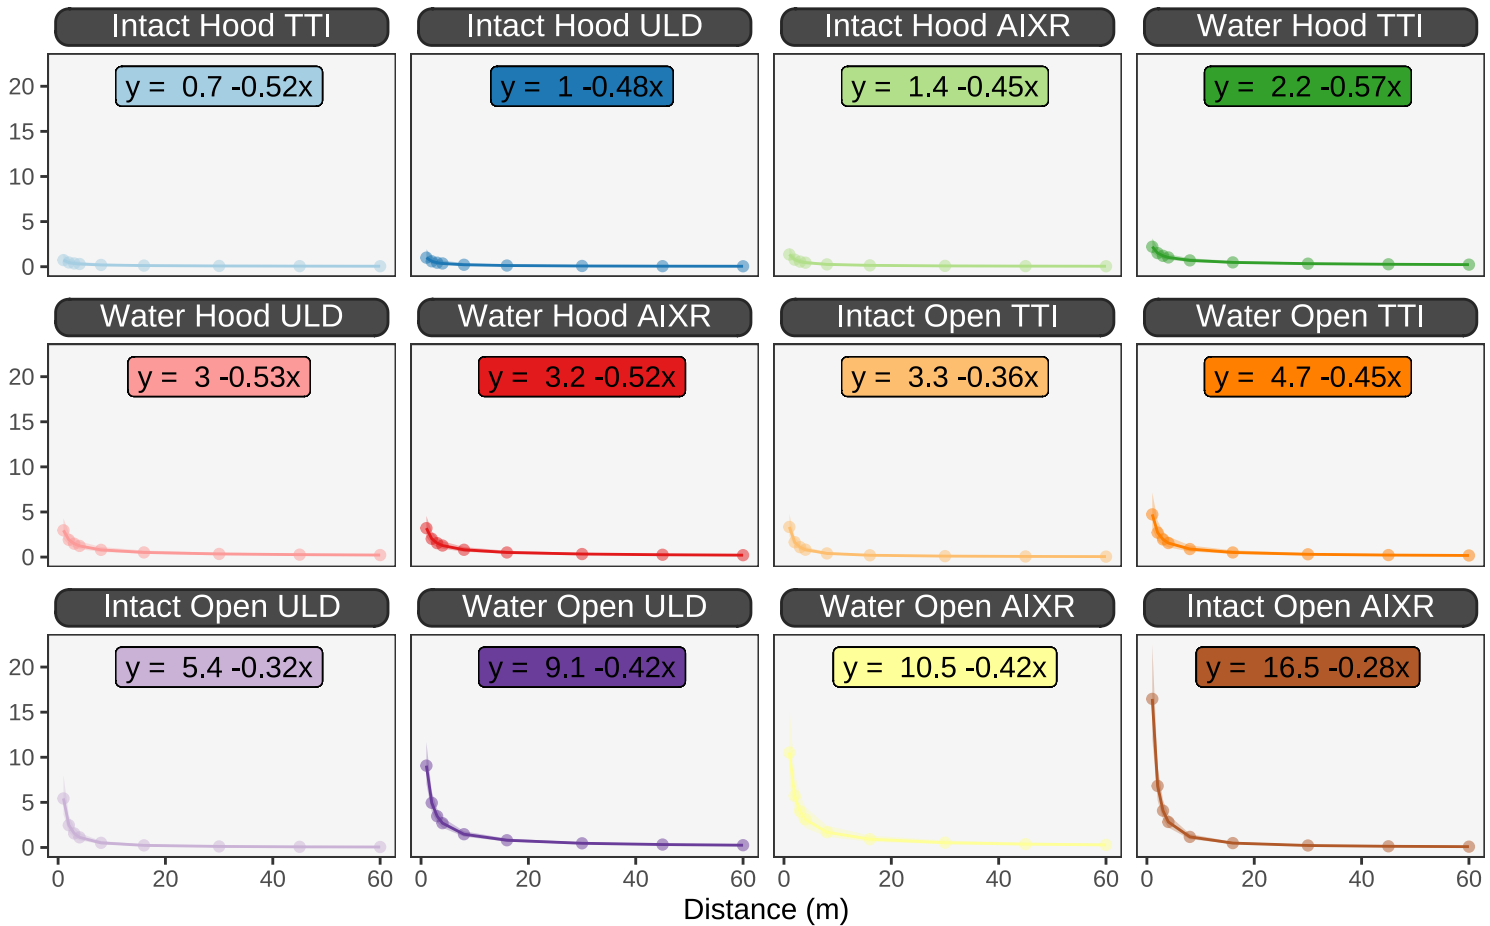 Intact Hood TTI Intact Hood ULD Intact Hood AIXR Water Hood TTI
y = 0.7 -0.52x y = 1 -0.48x y = 1.4 -0.45x y = 2.2 -0.57x
20
15
10
5
0
Water Hood ULD Water Hood AIXR Intact Open TTI Water Open TTI
y = 3 -0.53x y = 3.2 -0.52x y = 3.3 -0.36x y = 4.7 -0.45x
20
15
10
5
0
Intact Open ULD Water Open ULD Water Open AIXR Intact Open AIXR
y = 5.4 -0.32x y = 9.1 -0.42x y = 10.5 -0.42x y = 16.5 -0.28x
20
15
10
5
0
0 20 40 60 0 20 40 60 0 20 40 60 0 20 40 60
Distance (m)